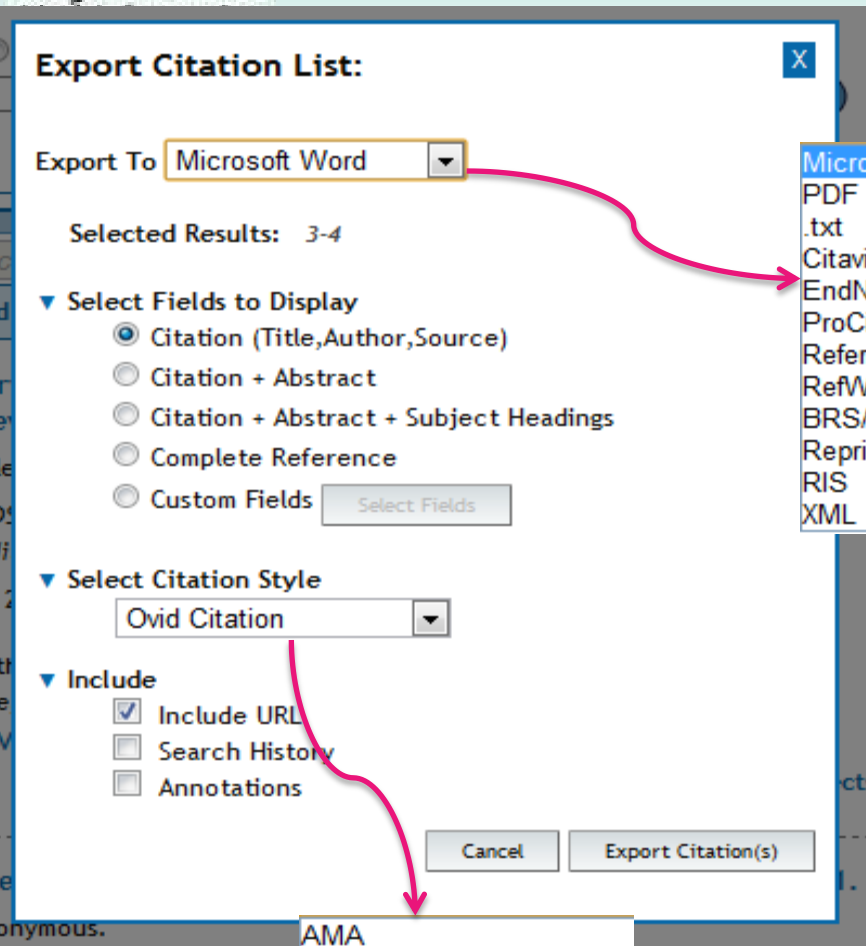 Export Citation List:
X
Export To Microsoft Word
Selected Results: 3-4
Select Fields to Display
Citation (Title,Author,Source)
Citation + Abstract
Citation + Abstract + Subject Headings
Complete Reference
Custom Fields Select Fields
Select Citation Style
Ovid Citation
Include
Include URL
Search History
Annotations
Cancel Export Citation(s)
PDF
.txt
RIS
XML
AMA